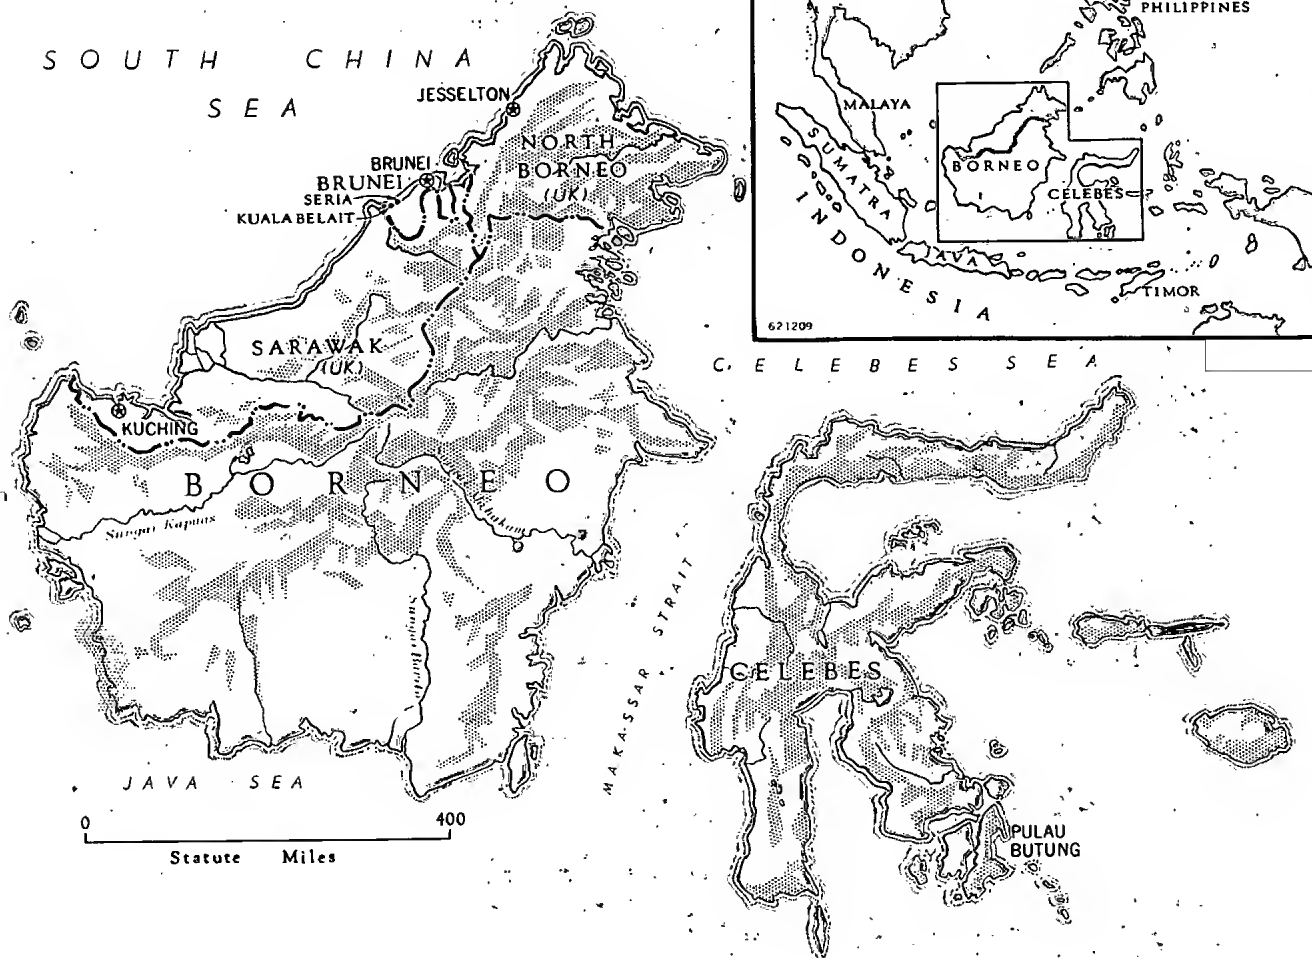 SOUTH CHINA
SEA
JESSELTON
NORTH
BORNEO
(UK)
BRUNEI
BRUNEI
SERIA
KUALA BELAIT
SARAWAK
(UK)
KUCHING
BORNEO
Sungai Kapuas
Sungai Barito
JAVA SEA
0 400
Statute Miles
MAKASSAR STRAIT
CELEBES SEA
CELEBES
PULAU
BUTUNG
PHILIPPINES
MALAYA
SUMATRA
BORNEO
CELEBES
INDONESIA
JAVA
TIMOR
621209